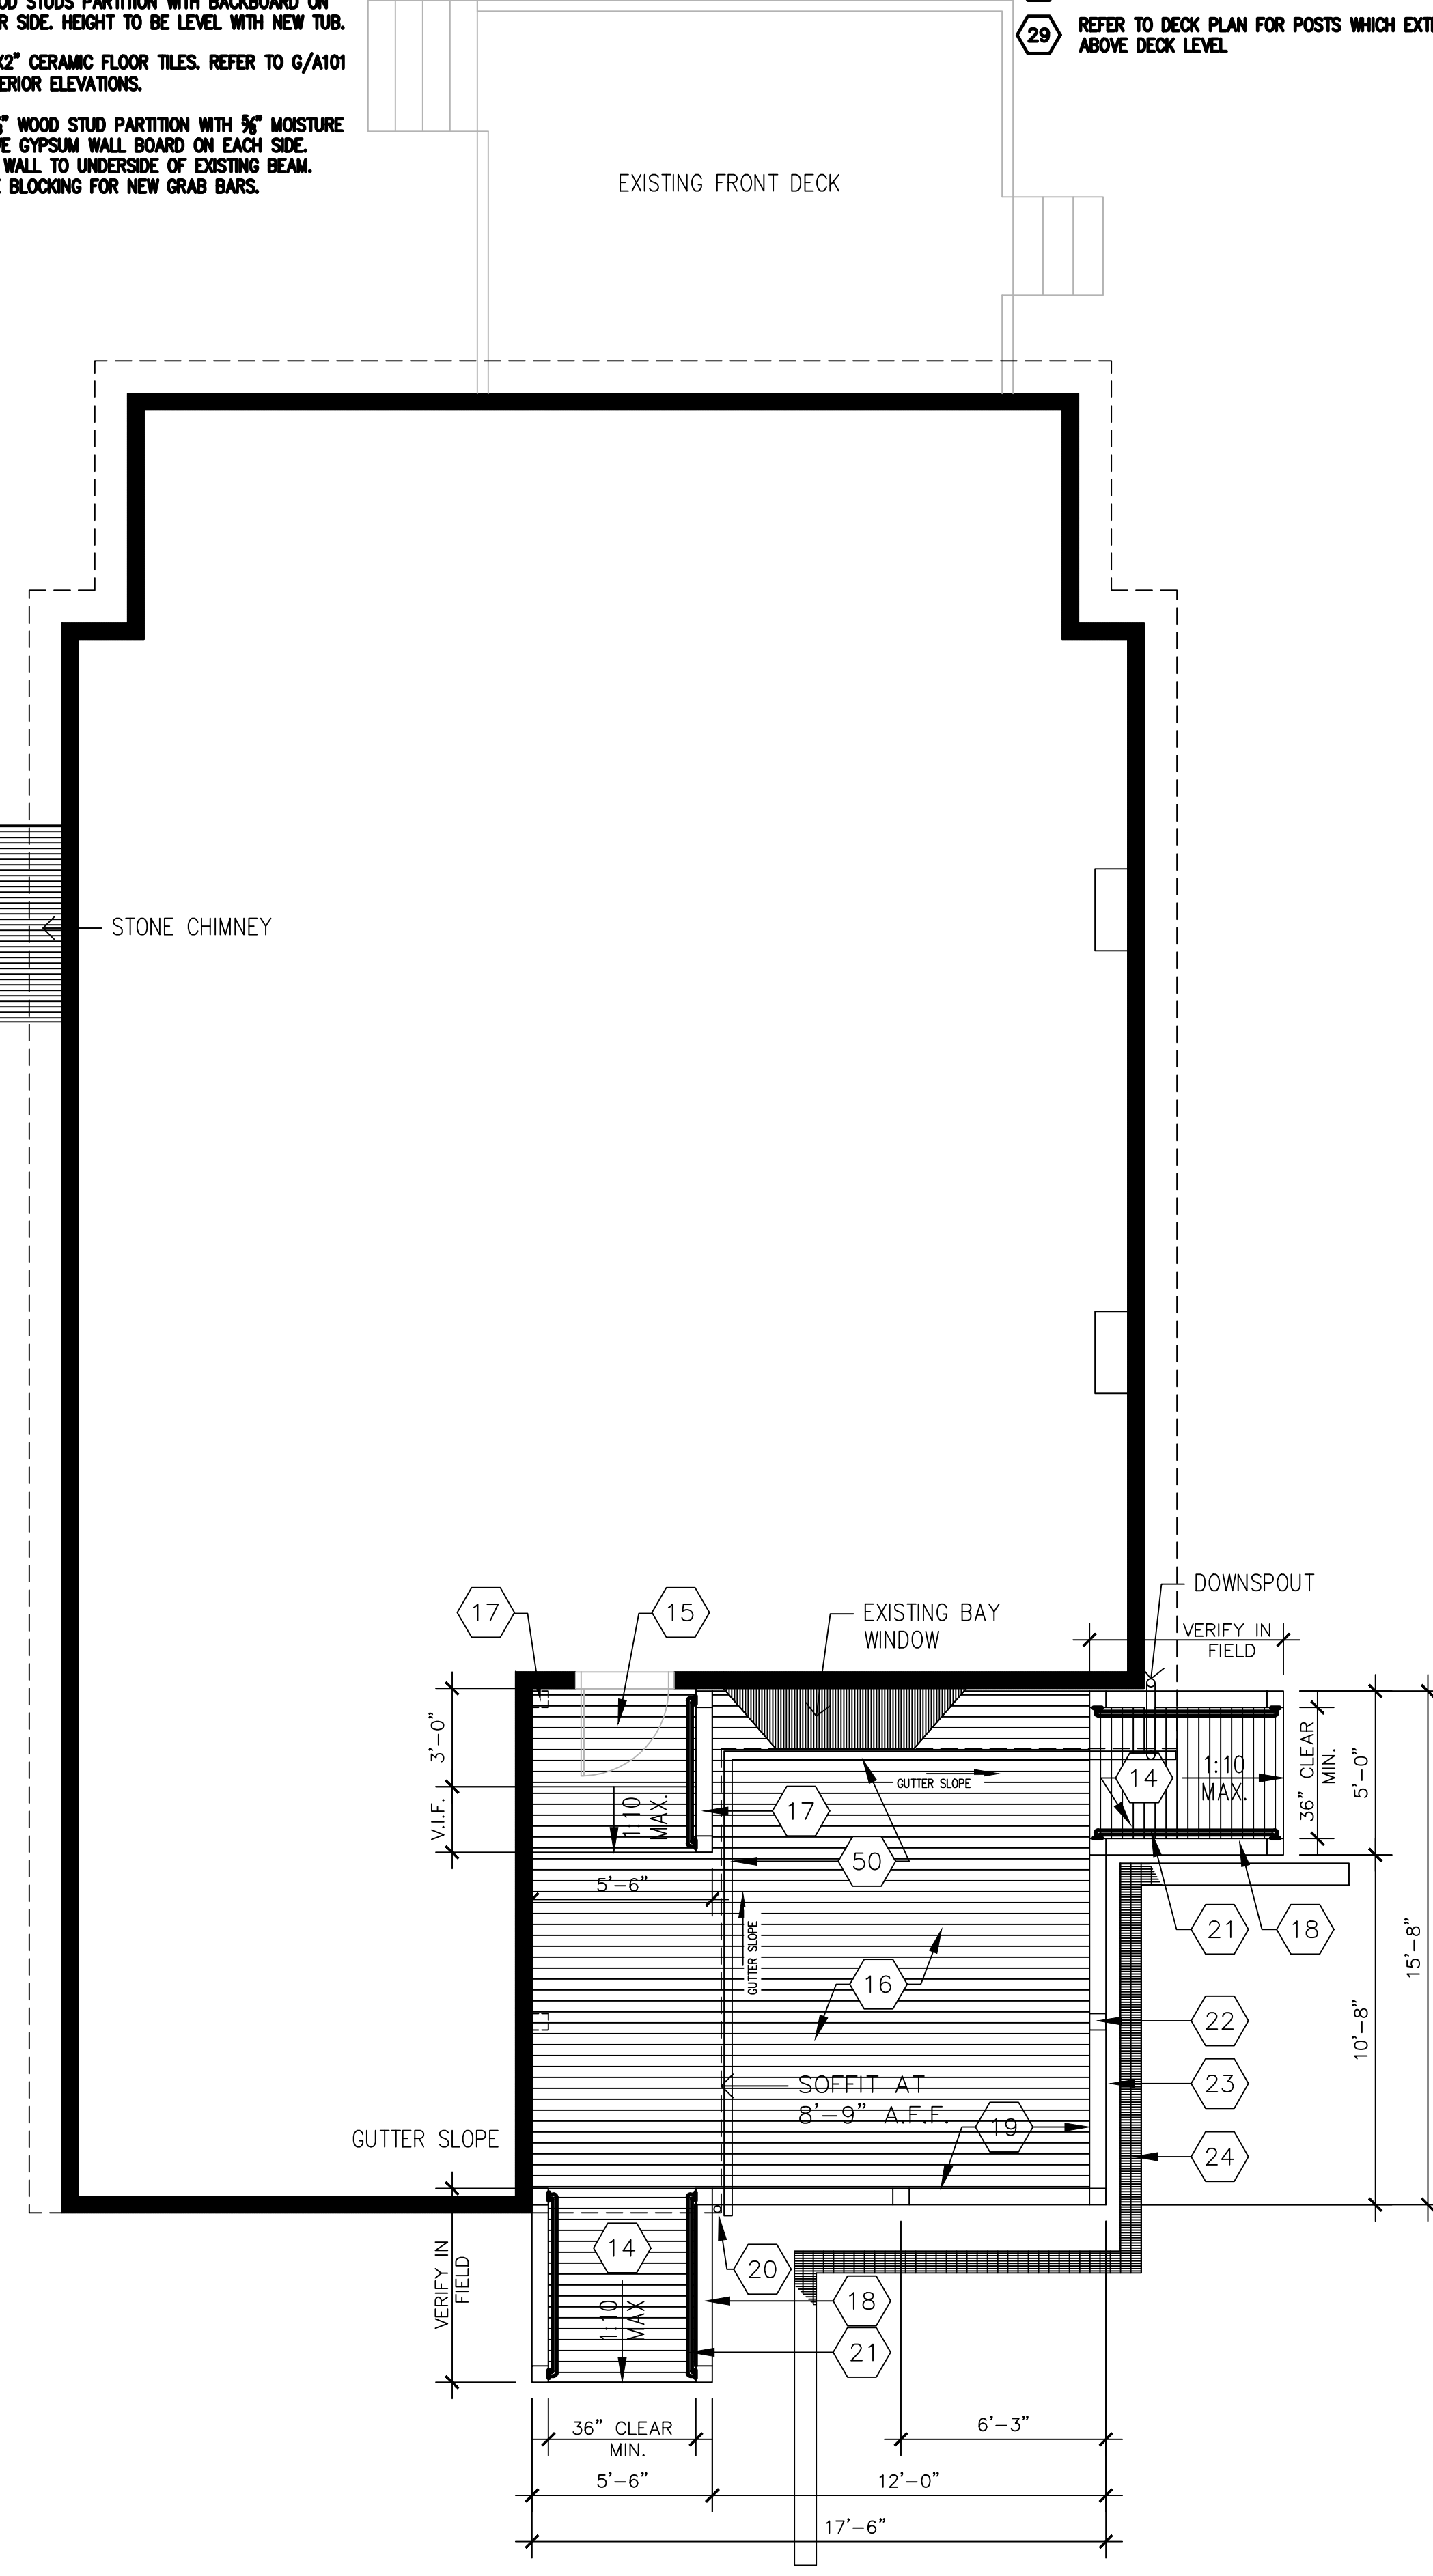 STUDS PARTITION WITH BACKBOARD ON
SIDE. HEIGHT TO BE LEVEL WITH NEW TUB.
CERAMIC FLOOR TILES. REFER TO G/A101
ELEVATIONS.
WOOD STUD PARTITION WITH ⅝" MOISTURE
GYPSUM WALL BOARD ON EACH SIDE.
WALL TO UNDERSIDE OF EXISTING BEAM.
BLOCKING FOR NEW GRAB BARS.
29
REFER TO DECK PLAN FOR POSTS WHICH
ABOVE DECK LEVEL
EXISTING FRONT DECK
STONE CHIMNEY
DOWNSPOUT
17
15
EXISTING BAY
WINDOW
VERIFY IN
FIELD
3'-0"
V.I.F.
1:10
MAX.
17
GUTTER SLOPE
14
1:10
MAX.
36" CLEAR
MIN.
5'-0"
50
5'-6"
GUTTER SLOPE
16
21
18
15'-8"
10'-8"
22
23
SOFFIT AT
8'-9" A.F.F.
19
24
GUTTER SLOPE
VERIFY IN
FIELD
14
1:10
MAX
20
18
21
36" CLEAR
MIN.
6'-3"
5'-6"
12'-0"
17'-6"